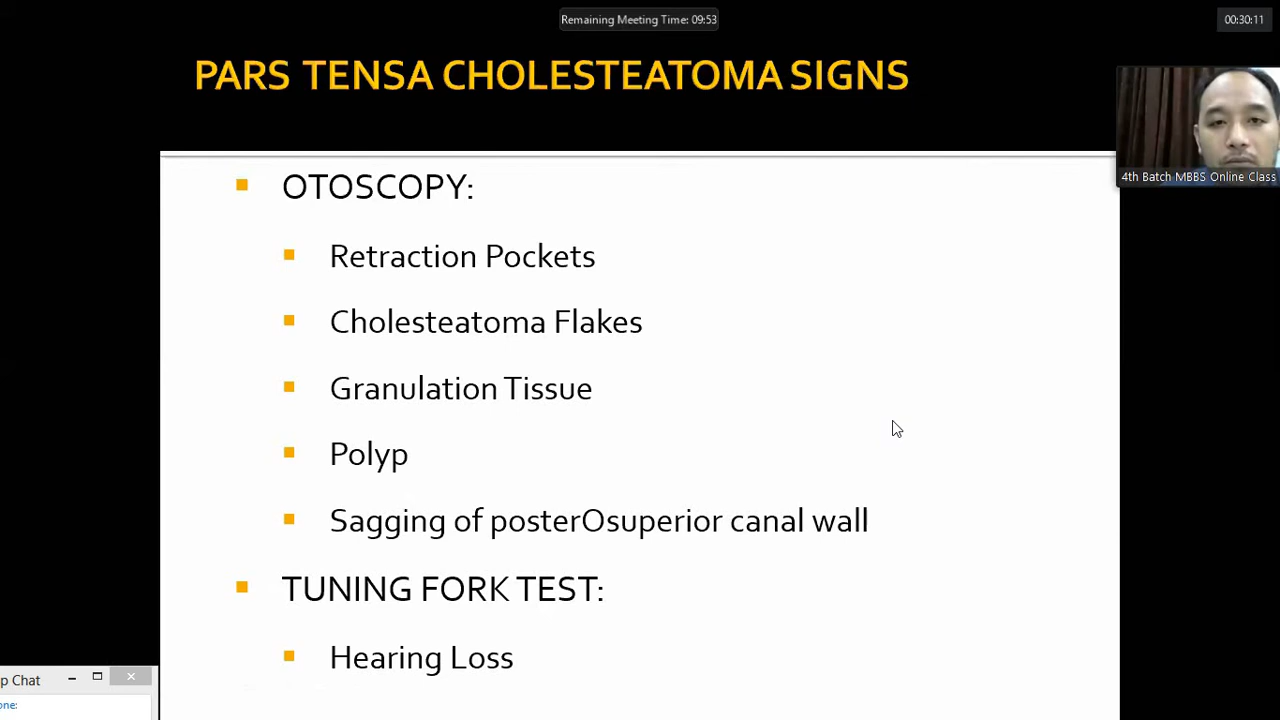 Remaining Meeting Time: 09:53
00:30:11
PARS TENSA CHOLESTEATOMA SIGNS
4th Batch MBBS Online Class
OTOSCOPY:
Retraction Pockets
Cholesteatoma Flakes
Granulation Tissue
Polyp
Sagging of posterOsuperior canal wall
TUNING FORK TEST:
Hearing Loss
p Chat
one: